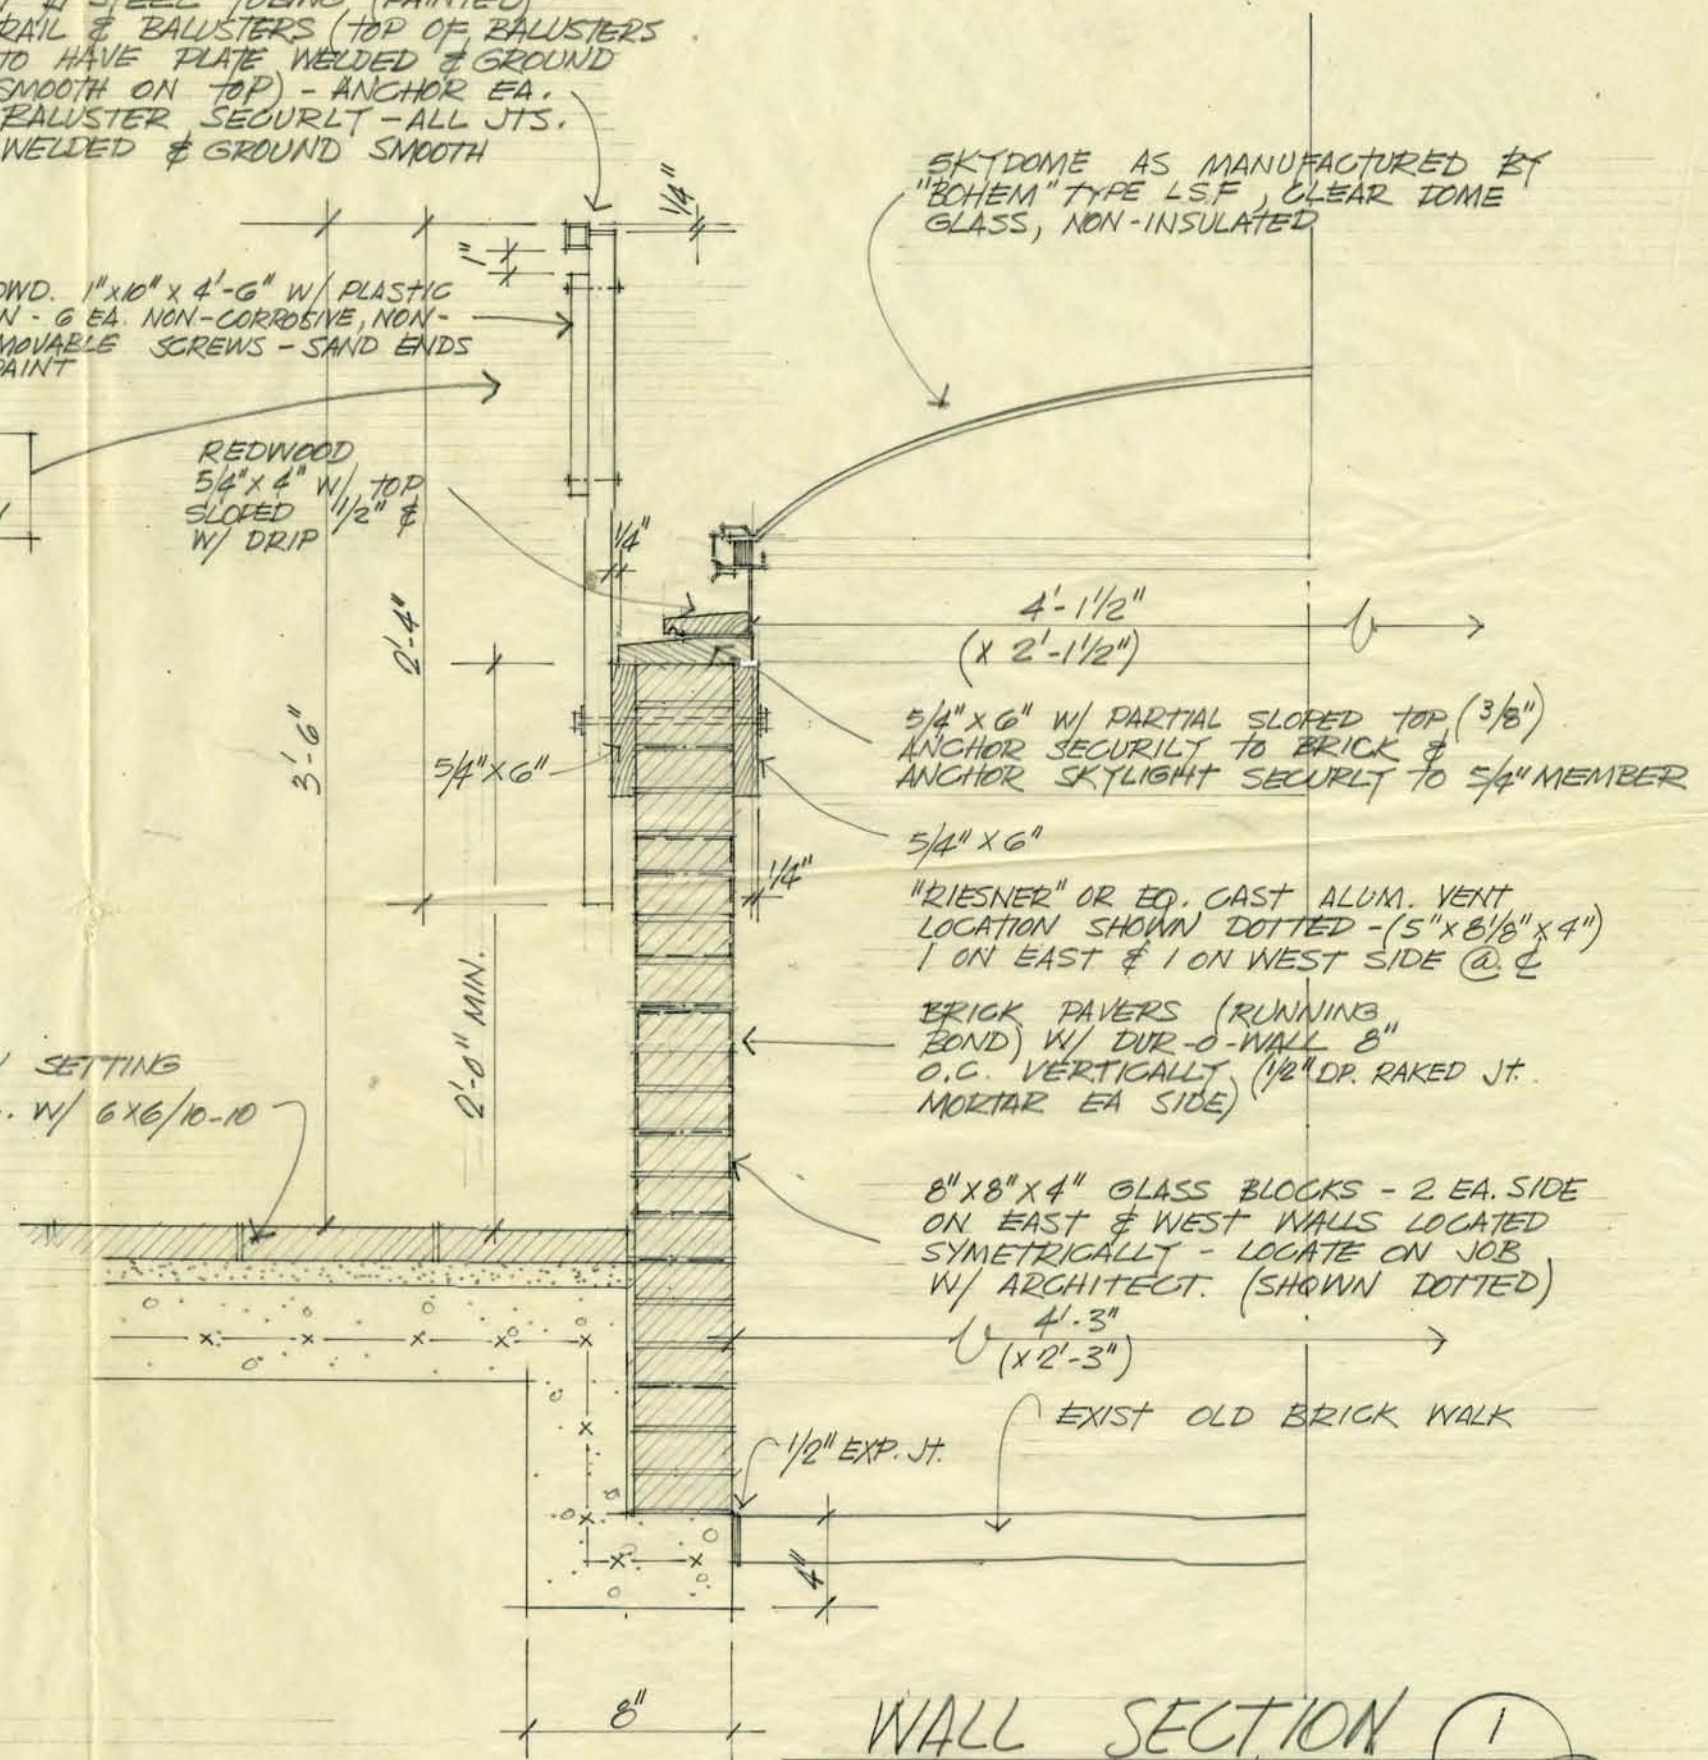 STEEL TUBING (PAINTED)
RAIL & BALUSTERS (TOP OF BALUSTERS
TO HAVE PLATE WELDED & GROUND
SMOOTH ON TOP) - ANCHOR EA.
BALUSTER SECURLY - ALL JTS.
WELDED & GROUND SMOOTH
1/4"
1"
SKYDOME AS MANUFACTURED BY
"BOHEM" TYPE LSF, CLEAR DOME
GLASS, NON-INSULATED
DWD. 1"X10" X 4'-6" W/ PLASTIC
N - 6 EA. NON-CORROSIVE, NON-
MOVABLE SCREWS - SAND ENDS
PAINT
REDWOOD
5/4" X 4" W/ TOP
SLOPED 1/2" &
W/ DRIP
1/4"
4'-1 1/2"
(X 2'-1 1/2")
2'-4"
3'-6"
5/4" X 6"
5/4" X 6" W/ PARTIAL SLOPED TOP (3/8")
ANCHOR SECURILY TO BRICK &
ANCHOR SKYLIGHT SECURLY TO 5/4" MEMBER
5/4" X 6"
1/4"
"RIESNER" OR EQ. CAST ALUM. VENT
LOCATION SHOWN DOTTED - (5" X 8 1/8" X 4")
1 ON EAST & 1 ON WEST SIDE @ ℄
2'-0" MIN.
BRICK PAVERS (RUNNING
BOND) W/ DUR-O-WALL 8"
O.C. VERTICALLY (1/2" DP. RAKED JT.
MORTAR EA SIDE)
SETTING
W/ 6X6/10-10
8" X 8" X 4" GLASS BLOCKS - 2 EA. SIDE
ON EAST & WEST WALLS LOCATED
SYMETRICALLY - LOCATE ON JOB
W/ ARCHITECT. (SHOWN DOTTED)
4'-3"
(X 2'-3")
EXIST OLD BRICK WALK
1/2" EXP. JT.
4"
8"
WALL SECTION 1